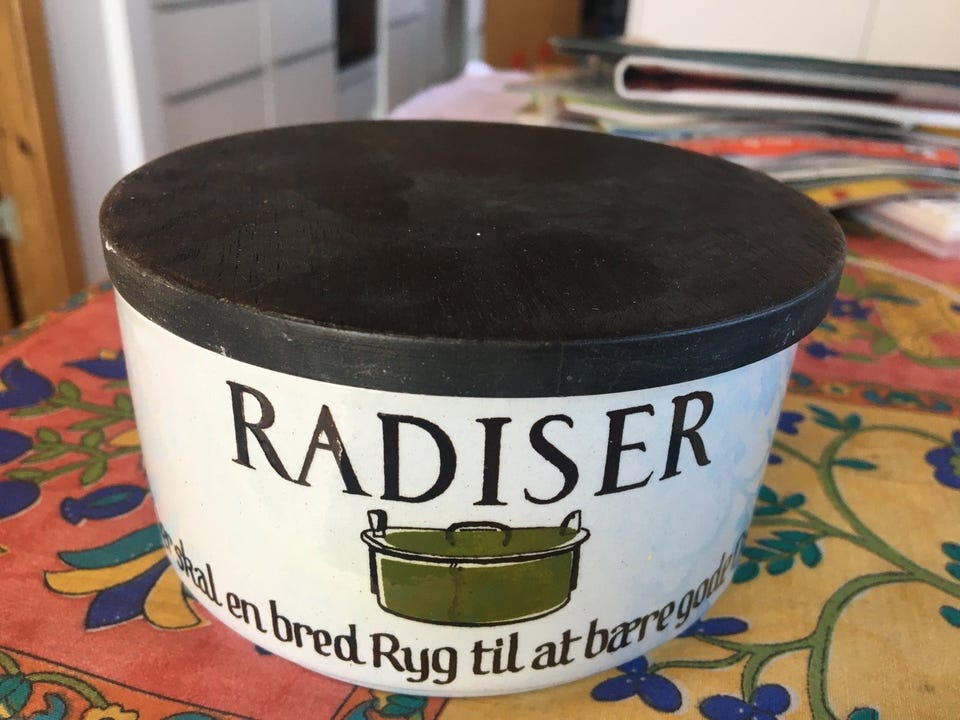 RADISER
skal en bred Ryg til at bære gode